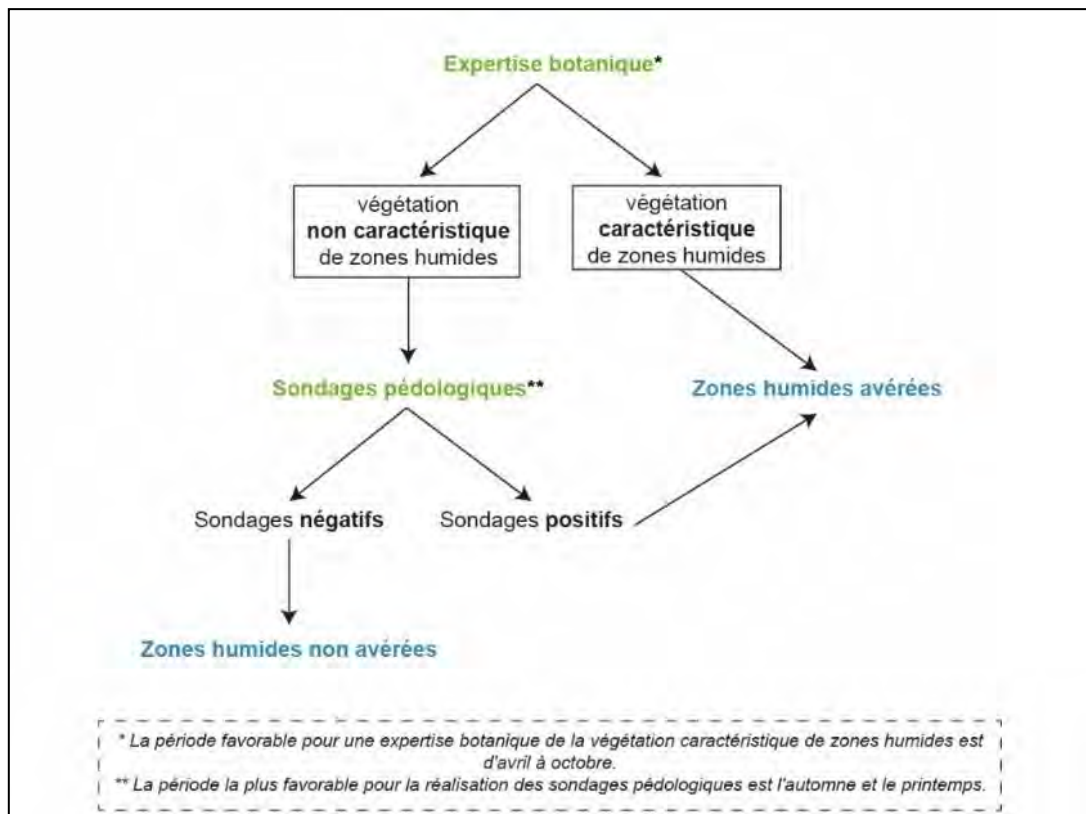 Expertise botanique*
végétation
non caractéristique
de zones humides
végétation
caractéristique
de zones humides
Sondages pédologiques**
Zones humides avérées
Sondages négatifs
Sondages positifs
Zones humides non avérées
* La période favorable pour une expertise botanique de la végétation caractéristique de zones humides est
d'avril à octobre.
** La période la plus favorable pour la réalisation des sondages pédologiques est l'automne et le printemps.